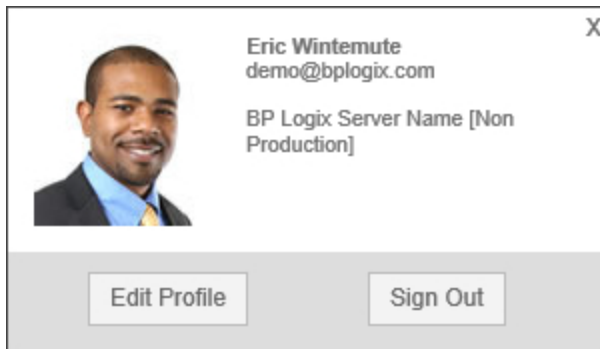 X
Eric Wintemute
demo@bplogix.com
BP Logix Server Name [Non
Production]
Edit Profile
Sign Out